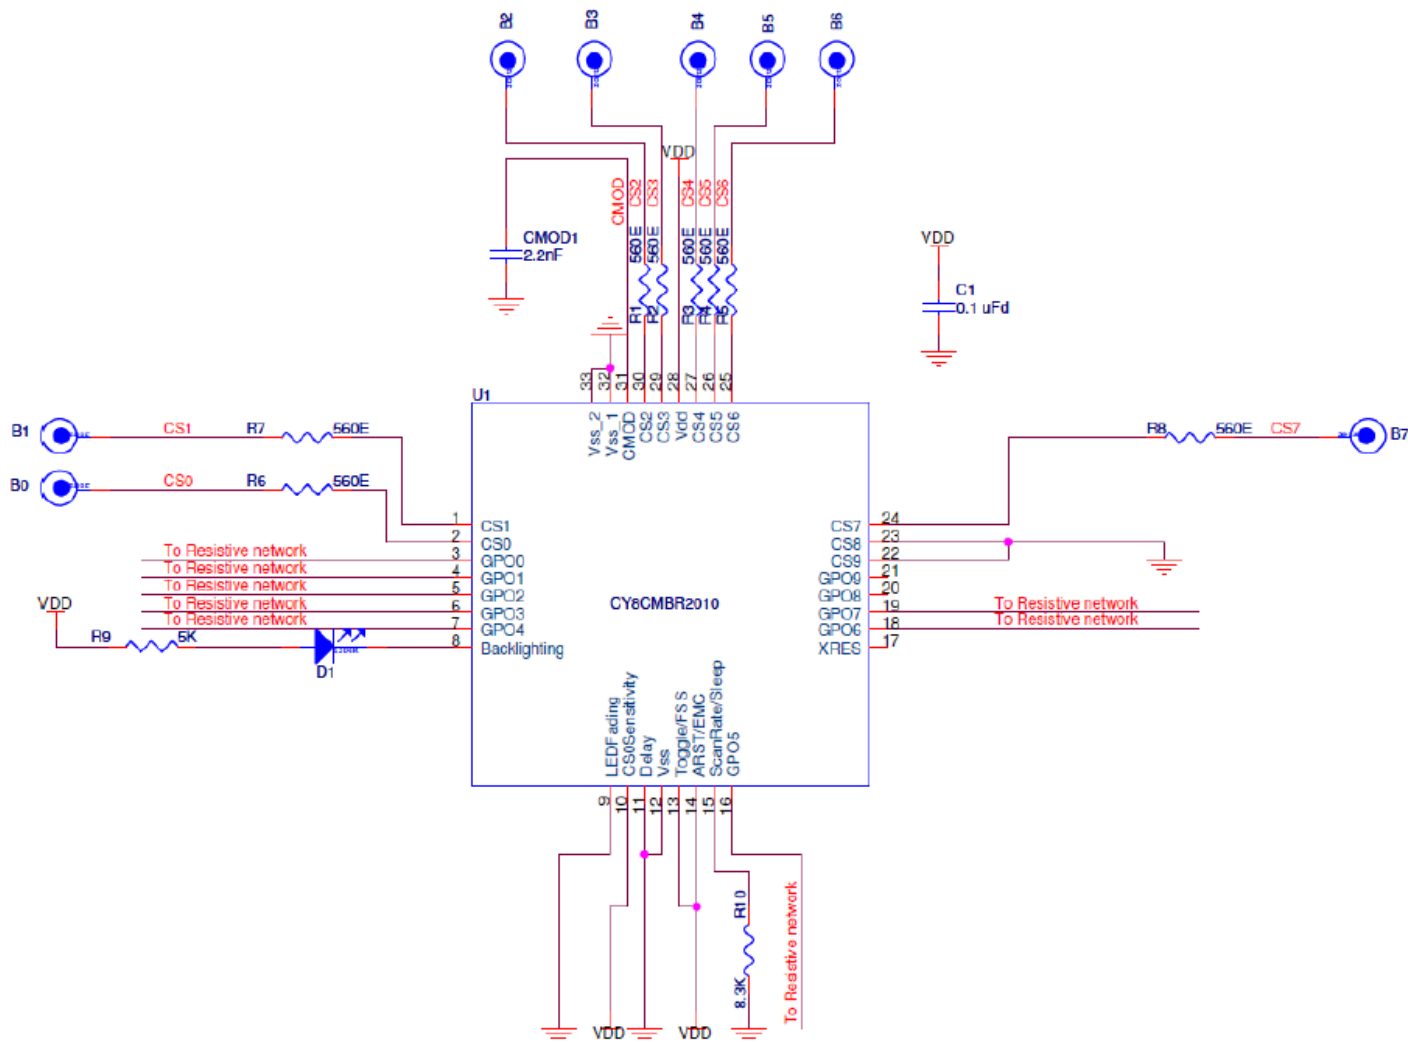 B2
B3
B4
B5
B6
VDD
CMOD
CS2
CS3
CS4
CS5
CS6
CMOD1
2.2nF
560E
560E
560E
560E
560E
R1
R2
R3
R4
R5
VDD
C1
0.1 uFd
33
32
31
30
29
28
27
26
25
U1
Vss_2
Vss_1
CMOD
CS2
CS3
Vdd
CS4
CS5
CS6
B1
CS1
R7
560E
B0
CS0
R6
560E
R8
560E
CS7
B7
1
CS1
2
CS0
To Resistive network
3
GPO0
To Resistive network
4
GPO1
To Resistive network
5
GPO2
To Resistive network
6
GPO3
To Resistive network
7
GPO4
8
Backlighting
VDD
R9
5K
D1
CY8CMBR2010
CS7
24
CS8
23
CS9
22
GPO9
21
GPO8
20
GPO7
19
To Resistive network
GPO6
18
To Resistive network
XRES
17
LEDFading
CS0Sensitivity
Delay
Vss
Toggle/FSS
ARST/EMC
ScanRate/Sleep
GPO5
9
10
11
12
13
14
15
16
R10
8.3K
To Resistive network
VDD
VDD